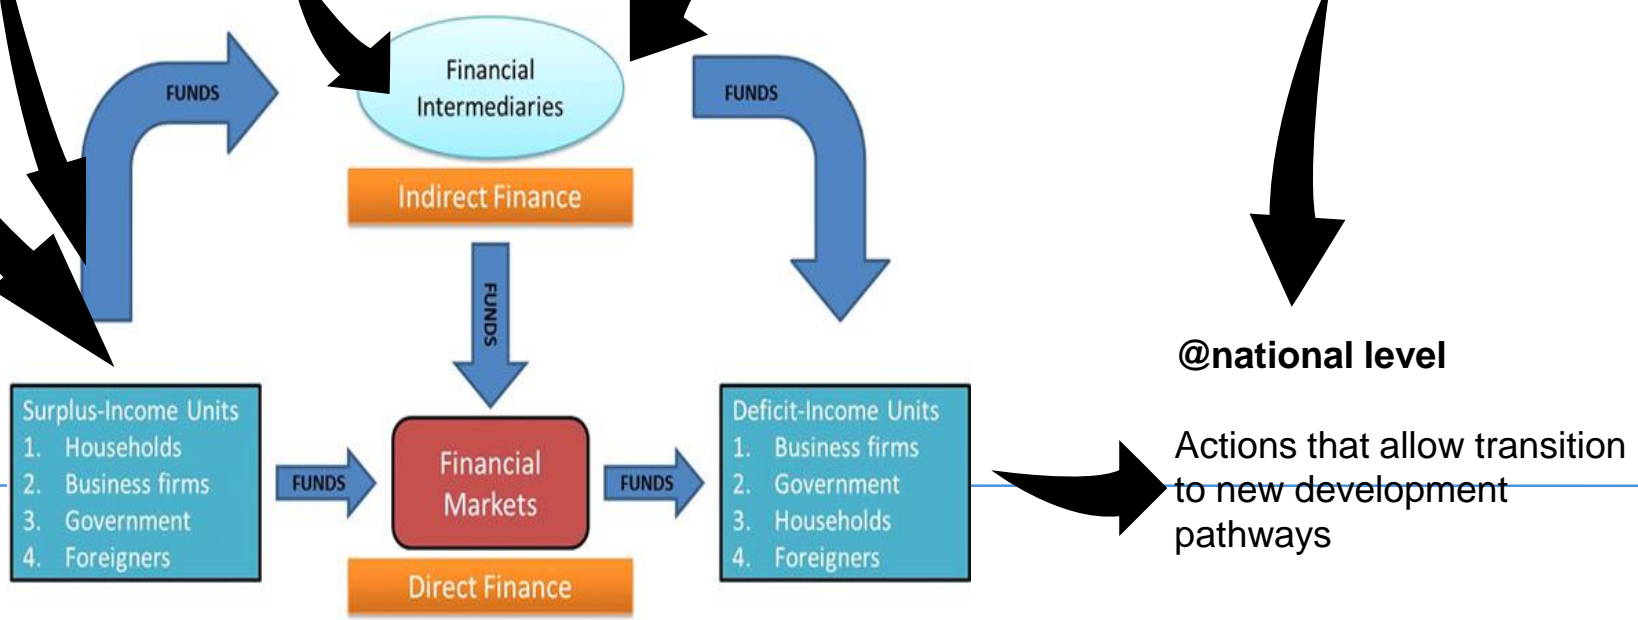 FUNDS
Financial
Intermediaries
FUNDS
Indirect Finance
FUNDS
Surplus-Income Units
1. Households
2. Business firms
3. Government
4. Foreigners
FUNDS
Financial
Markets
FUNDS
Direct Finance
Deficit-Income Units
1. Business firms
2. Government
3. Households
4. Foreigners
@national level
Actions that allow transition
to new development
pathways